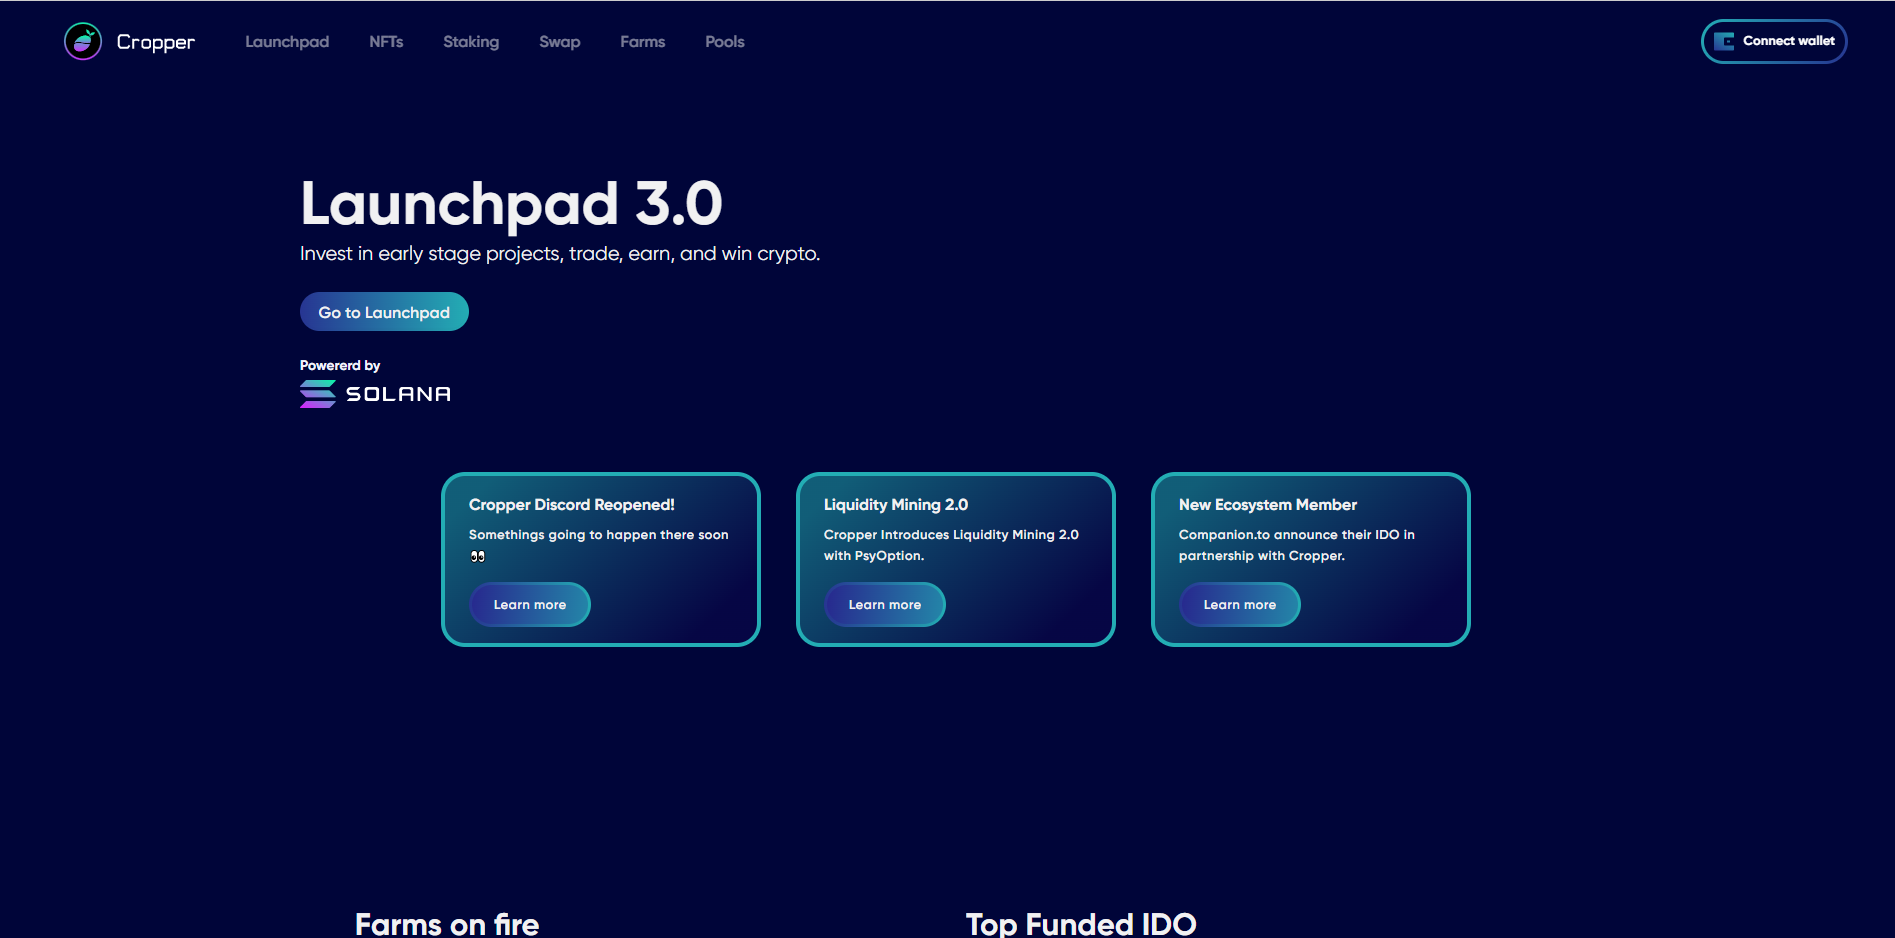 Cropper Launchpad NFTs Staking Swap Farms Pools Connect wallet
Launchpad 3.0
Invest in early stage projects, trade, earn, and win crypto.
Go to Launchpad
Powererd by
SOLANA
Cropper Discord Reopened!
Somethings going to happen there soon
👀
Learn more
Liquidity Mining 2.0
Cropper Introduces Liquidity Mining 2.0
with PsyOption.
Learn more
New Ecosystem Member
Companion.to announce their IDO in
partnership with Cropper.
Learn more
Farms on fire
Top Funded IDO